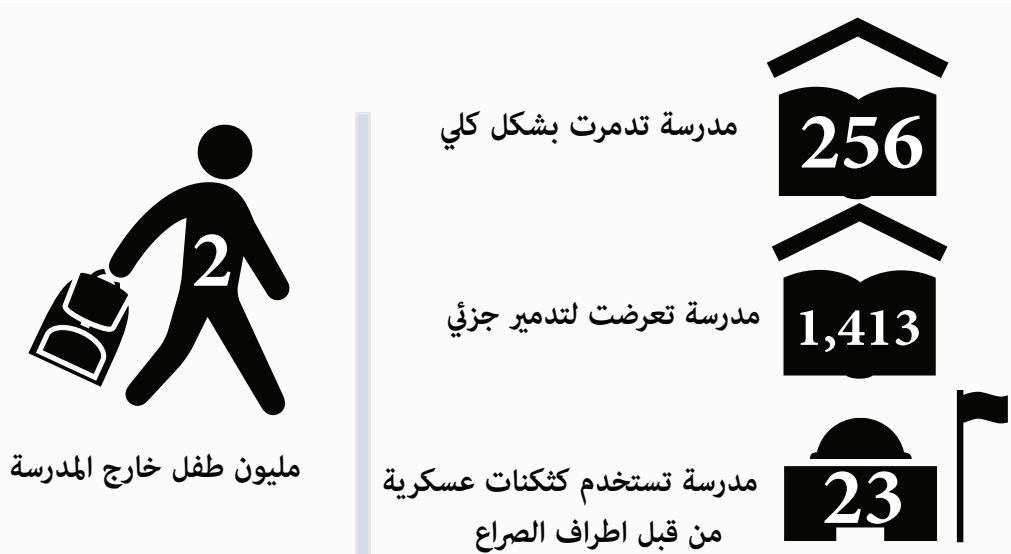 256
مدرسة تدمرت بشكل كلي
1,413
مدرسة تعرضت لتدمير جزئي
23
مدرسة تستخدم كثكنات عسكرية
من قبل اطراف الصراع
2
مليون طفل خارج المدرسة